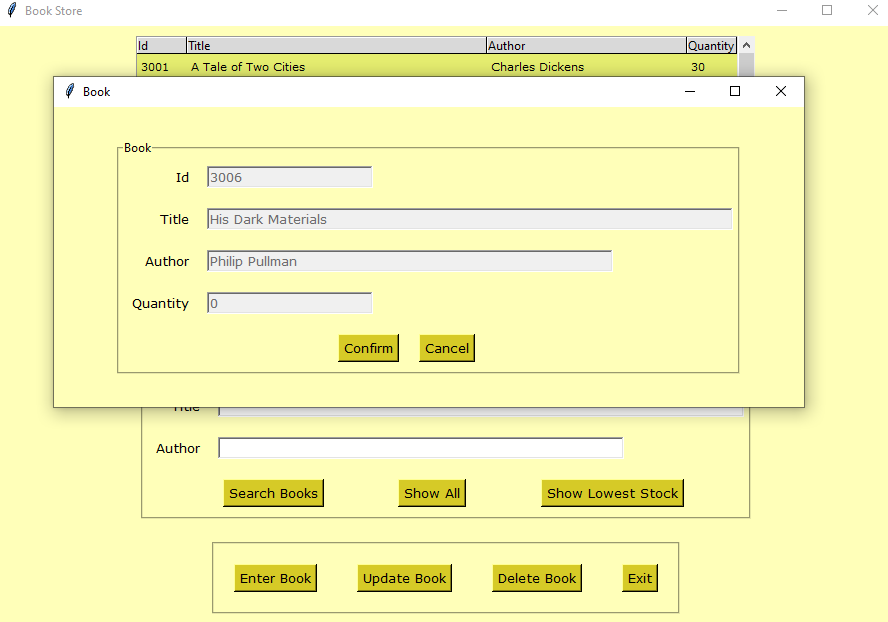 Book Store
Id Title Author Quantity
3001 A Tale of Two Cities Charles Dickens 30
Book
Book
Id 3006
Title His Dark Materials
Author Philip Pullman
Quantity 0
Confirm Cancel
Title
Author
Search Books Show All Show Lowest Stock
Enter Book Update Book Delete Book Exit